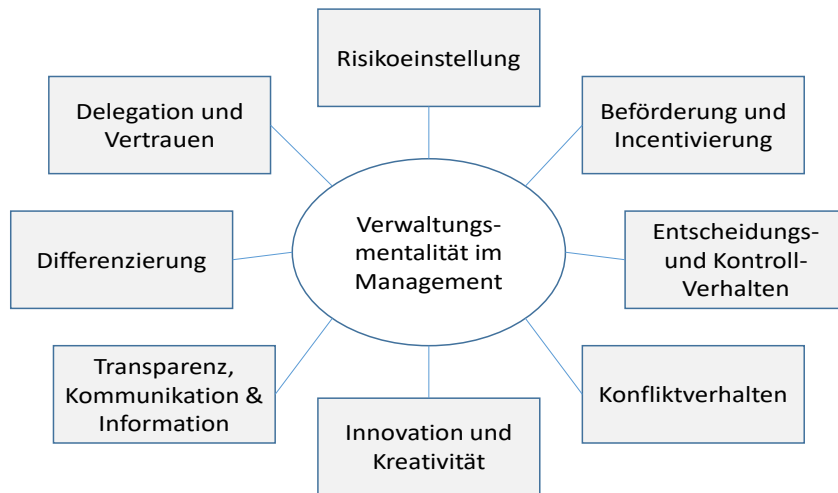 Risikoeinstellung
Delegation und
Vertrauen
Beförderung und
Incentivierung
Differenzierung
Verwaltungs-
mentalität im
Management
Entscheidungs-
und Kontroll-
Verhalten
Transparenz,
Kommunikation &
Information
Innovation und
Kreativität
Konfliktverhalten